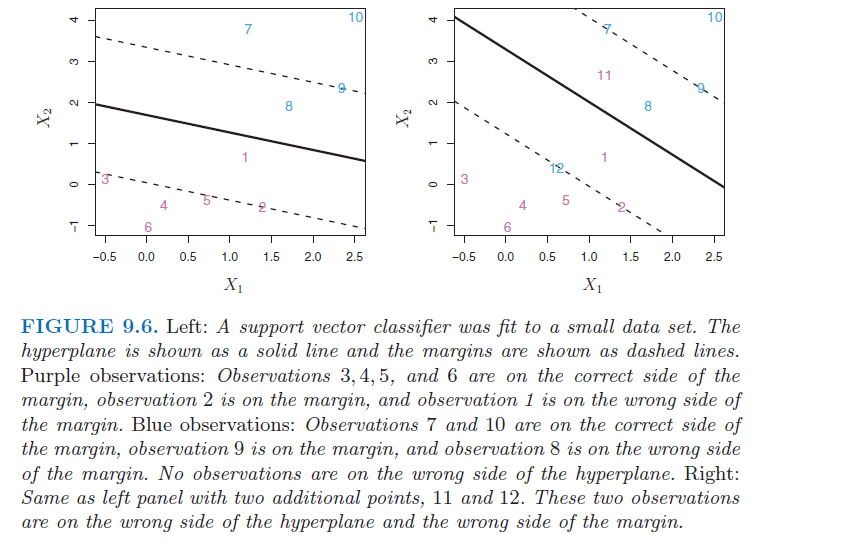 4
3
2
1
0
−1
X2
7
10
9
8
1
3
4
5
2
6
−0.5 0.0 0.5 1.0 1.5 2.0 2.5
X1
4
3
2
1
0
−1
X2
7
10
11
9
8
1
12
3
4
5
2
6
−0.5 0.0 0.5 1.0 1.5 2.0 2.5
X1
FIGURE 9.6. Left: A support vector classifier was fit to a small data set. The
hyperplane is shown as a solid line and the margins are shown as dashed lines.
Purple observations: Observations 3, 4, 5, and 6 are on the correct side of the
margin, observation 2 is on the margin, and observation 1 is on the wrong side of
the margin. Blue observations: Observations 7 and 10 are on the correct side of
the margin, observation 9 is on the margin, and observation 8 is on the wrong side
of the margin. No observations are on the wrong side of the hyperplane. Right:
Same as left panel with two additional points, 11 and 12. These two observations
are on the wrong side of the hyperplane and the wrong side of the margin.